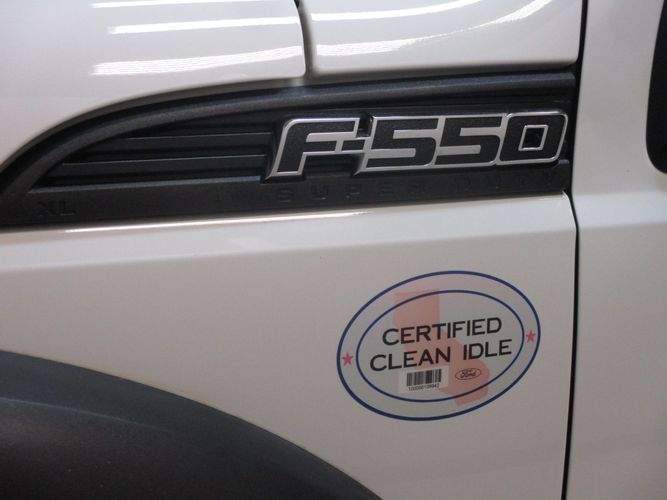 F-550
XL
SUPER DUTY
CERTIFIED
CLEAN IDLE
Ford